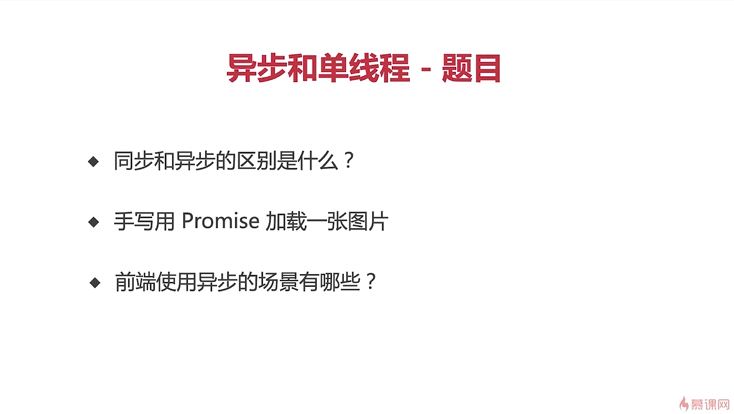 异步和单线程 - 题目
同步和异步的区别是什么？
手写用 Promise 加载一张图片
前端使用异步的场景有哪些？
慕课网